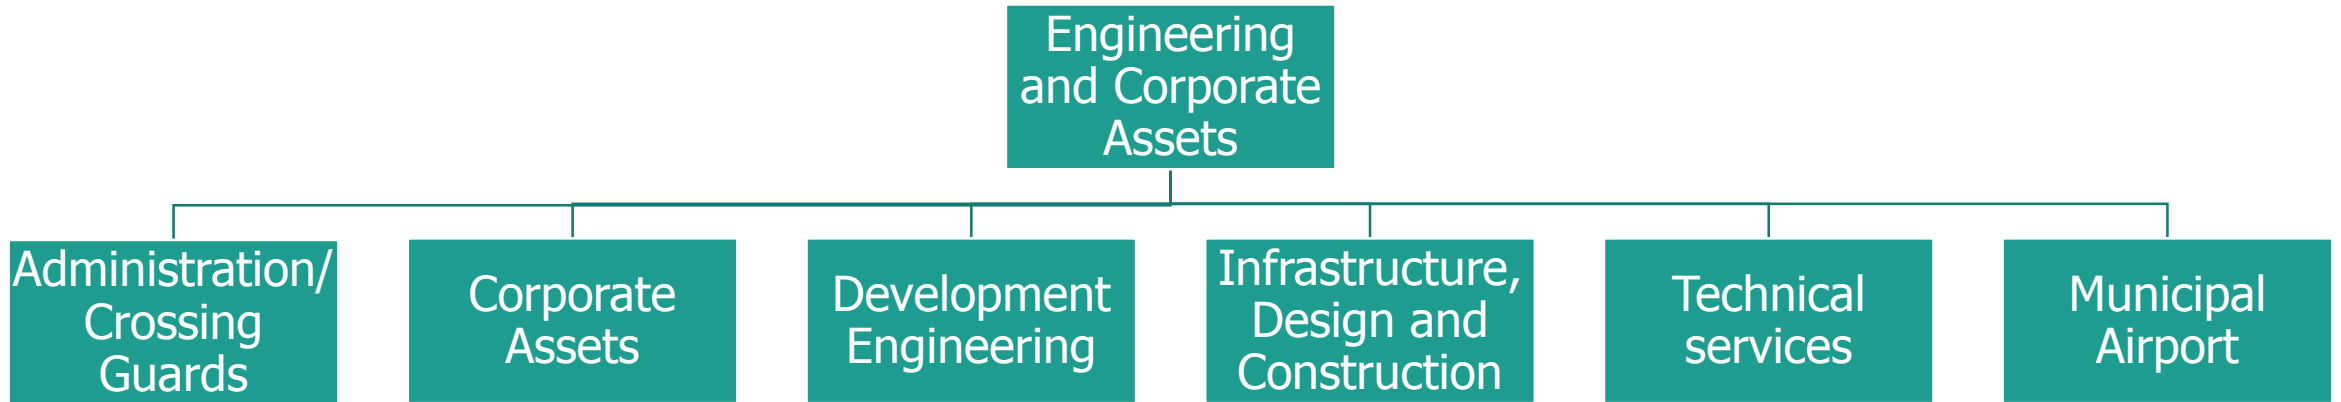 Engineering
and Corporate
Assets
Administration/
Crossing
Guards
Corporate
Assets
Development
Engineering
Infrastructure,
Design and
Construction
Technical
services
Municipal
Airport